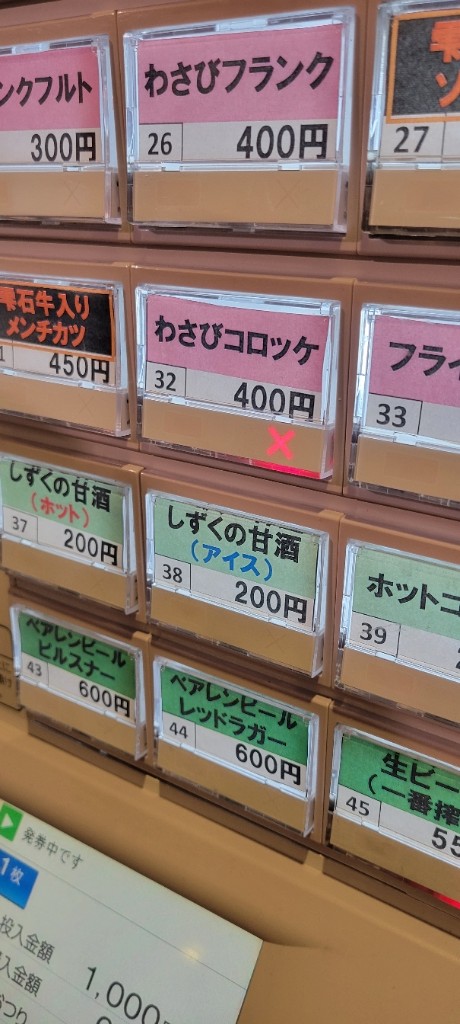 ンクフルト
300円
わさびフランク
26
400円
27
雫石牛入り
メンチカツ
450円
わさびコロッケ
32
400円
×
フライ
33
しずくの甘酒
(ホット)
37
200円
しずくの甘酒
(アイス)
38
200円
ホットコ
39
ベアレンビール
ピルスナー
43
600円
ベアレンビール
レッドラガー
44
600円
生ビー
(一番搾
45
55
発券中です
1枚
投入金額
1,000
入金額